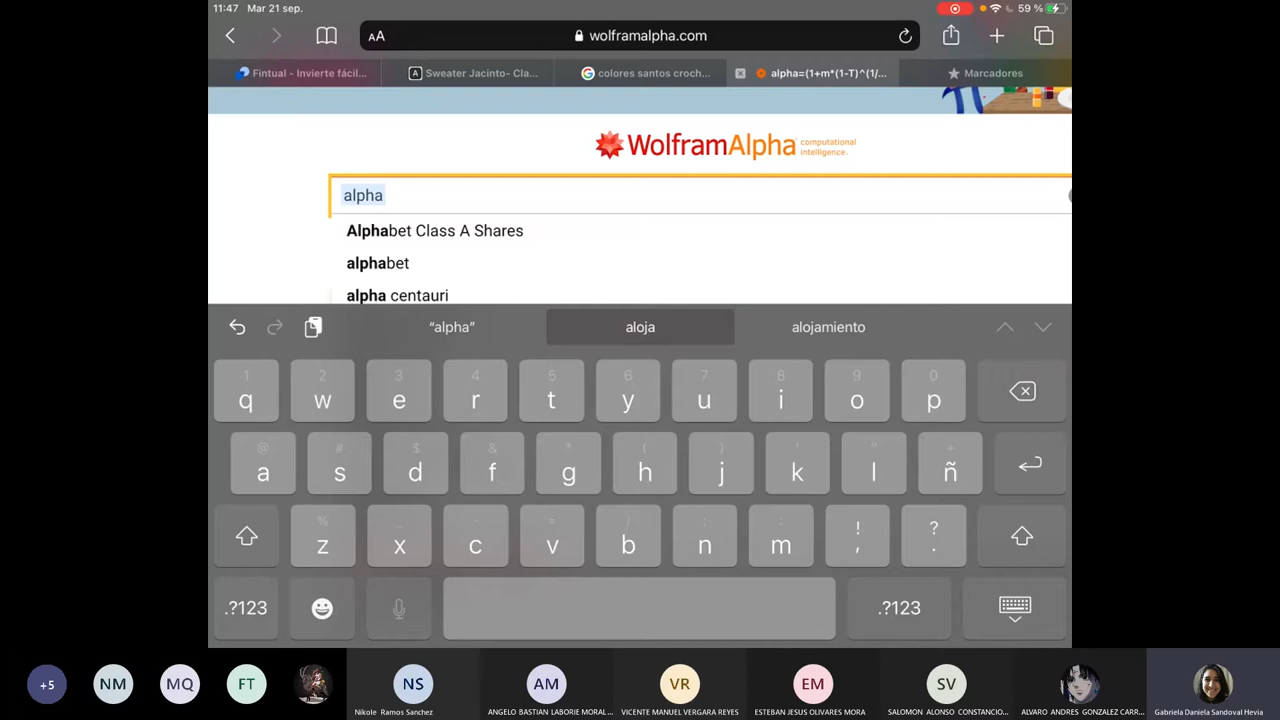 11:47 Mar 21 sep.
59 %
AA wolframalpha.com
Fintual - Invierte fácil... A Sweater Jacinto- Cla... colores santos croch... alpha=(1+m*(1-T)^(1/... Marcadores
WolframAlpha computational intelligence.
alpha
Alphabet Class A Shares
alphabet
alpha centauri
“alpha” aloja alojamiento
1 2 3 4 5 6 7 8 9 0
q w e r t y u i o p
@ # $ & * ( ) ' " +
a s d f g h j k l ñ
% _ - = / ; : ! ?
z x c v b n m , .
.?123 .?123
+5 NM MQ FT NS AM VR EM SV
Nikole Ramos Sanchez ANGELO BASTIAN LABORIE MORAL ... VICENTE MANUEL VERGARA REYES ESTEBAN JESUS OLIVARES MORA SALOMON ALONSO CONSTANCIO... ALVARO ANDRES GONZALEZ CARR... Gabriela Daniela Sandoval Hevia